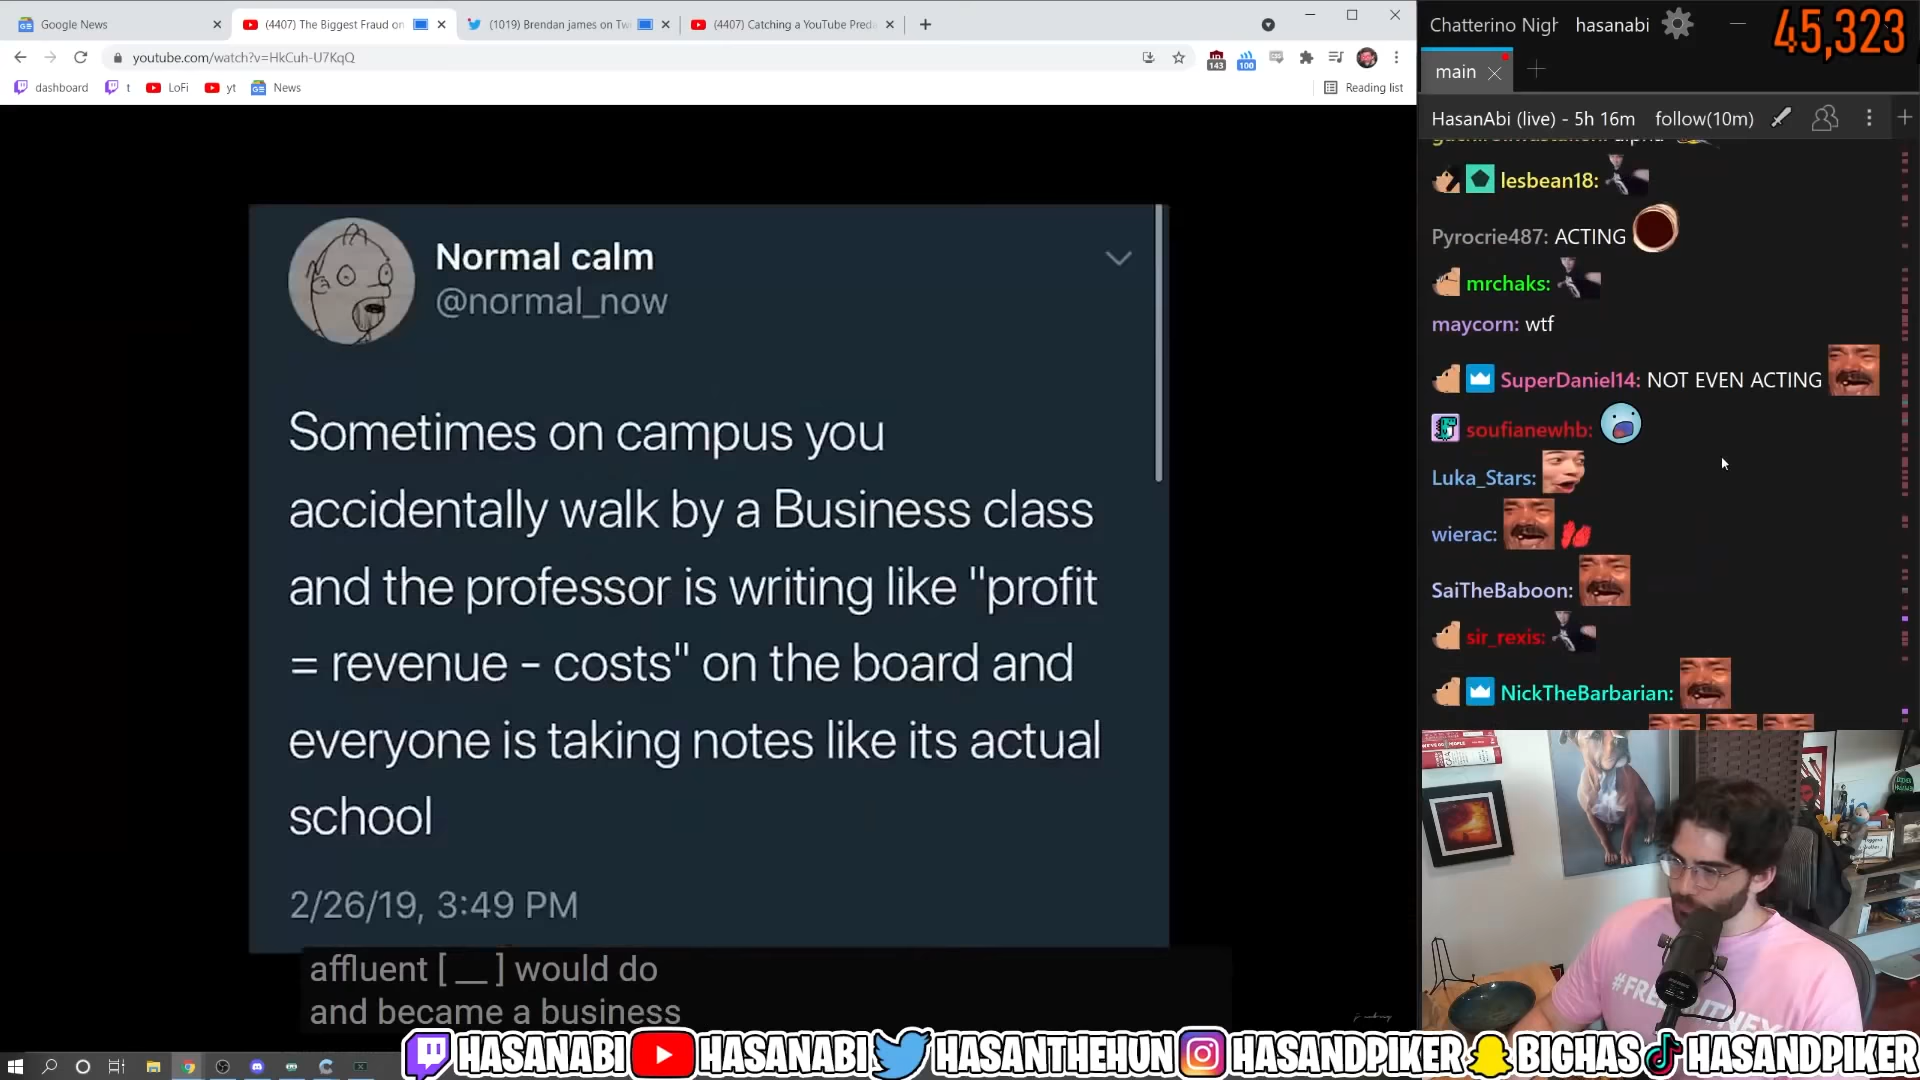 Google News
(4407) The Biggest Fraud on
(1019) Brendan james on Tw
(4407) Catching a YouTube Preda
youtube.com/watch?v=HkCuh-U7KqQ
143
100
dashboard
t
LoFi
yt
News
Reading list
Normal calm
@normal_now
Sometimes on campus you
accidentally walk by a Business class
and the professor is writing like "profit
= revenue - costs" on the board and
everyone is taking notes like its actual
school
2/26/19, 3:49 PM
affluent [ __ ] would do
and became a business
Chatterino Nigh
hasanabi
45,323
main
HasanAbi (live) - 5h 16m
follow(10m)
lesbean18:
Pyrocrie487: ACTING
mrchaks:
maycorn: wtf
SuperDaniel14: NOT EVEN ACTING
soufianewhb:
Luka_Stars:
wierac:
SaiTheBaboon:
sir_rexis:
NickTheBarbarian:
HASANABI
HASANABI
HASANTHEHUN
HASANDPIKER
BIGHAS
HASANDPIKER